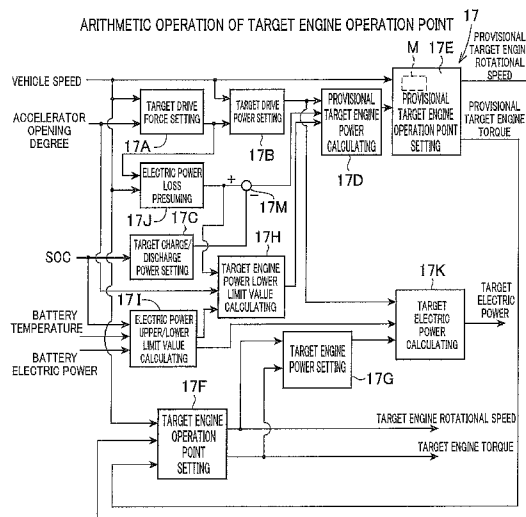 ARITHMETIC OPERATION OF TARGET ENGINE OPERATION POINT
17
M
17E
PROVISIONAL
TARGET ENGINE
ROTATIONAL
SPEED
VEHICLE SPEED
ACCELERATOR
OPENING
DEGREE
TARGET DRIVE
FORCE SETTING
17A
TARGET DRIVE
POWER SETTING
17B
PROVISIONAL
TARGET ENGINE
POWER
CALCULATING
17D
PROVISIONAL
TARGET ENGINE
OPERATION POINT
SETTING
PROVISIONAL
TARGET ENGINE
TORQUE
ELECTRIC POWER
LOSS
PRESUMING
17J
+
−
17M
17C
SOC
TARGET CHARGE/
DISCHARGE
POWER SETTING
17H
TARGET ENGINE
POWER LOWER
LIMIT VALUE
CALCULATING
17I
BATTERY
TEMPERATURE
BATTERY
ELECTRIC POWER
ELECTRIC POWER
UPPER/LOWER
LIMIT VALUE
CALCULATING
17K
TARGET
ELECTRIC
POWER
CALCULATING
TARGET
ELECTRIC POWER
TARGET ENGINE
POWER SETTING
17G
17F
TARGET ENGINE
OPERATION
POINT
SETTING
TARGET ENGINE ROTATIONAL SPEED
TARGET ENGINE TORQUE